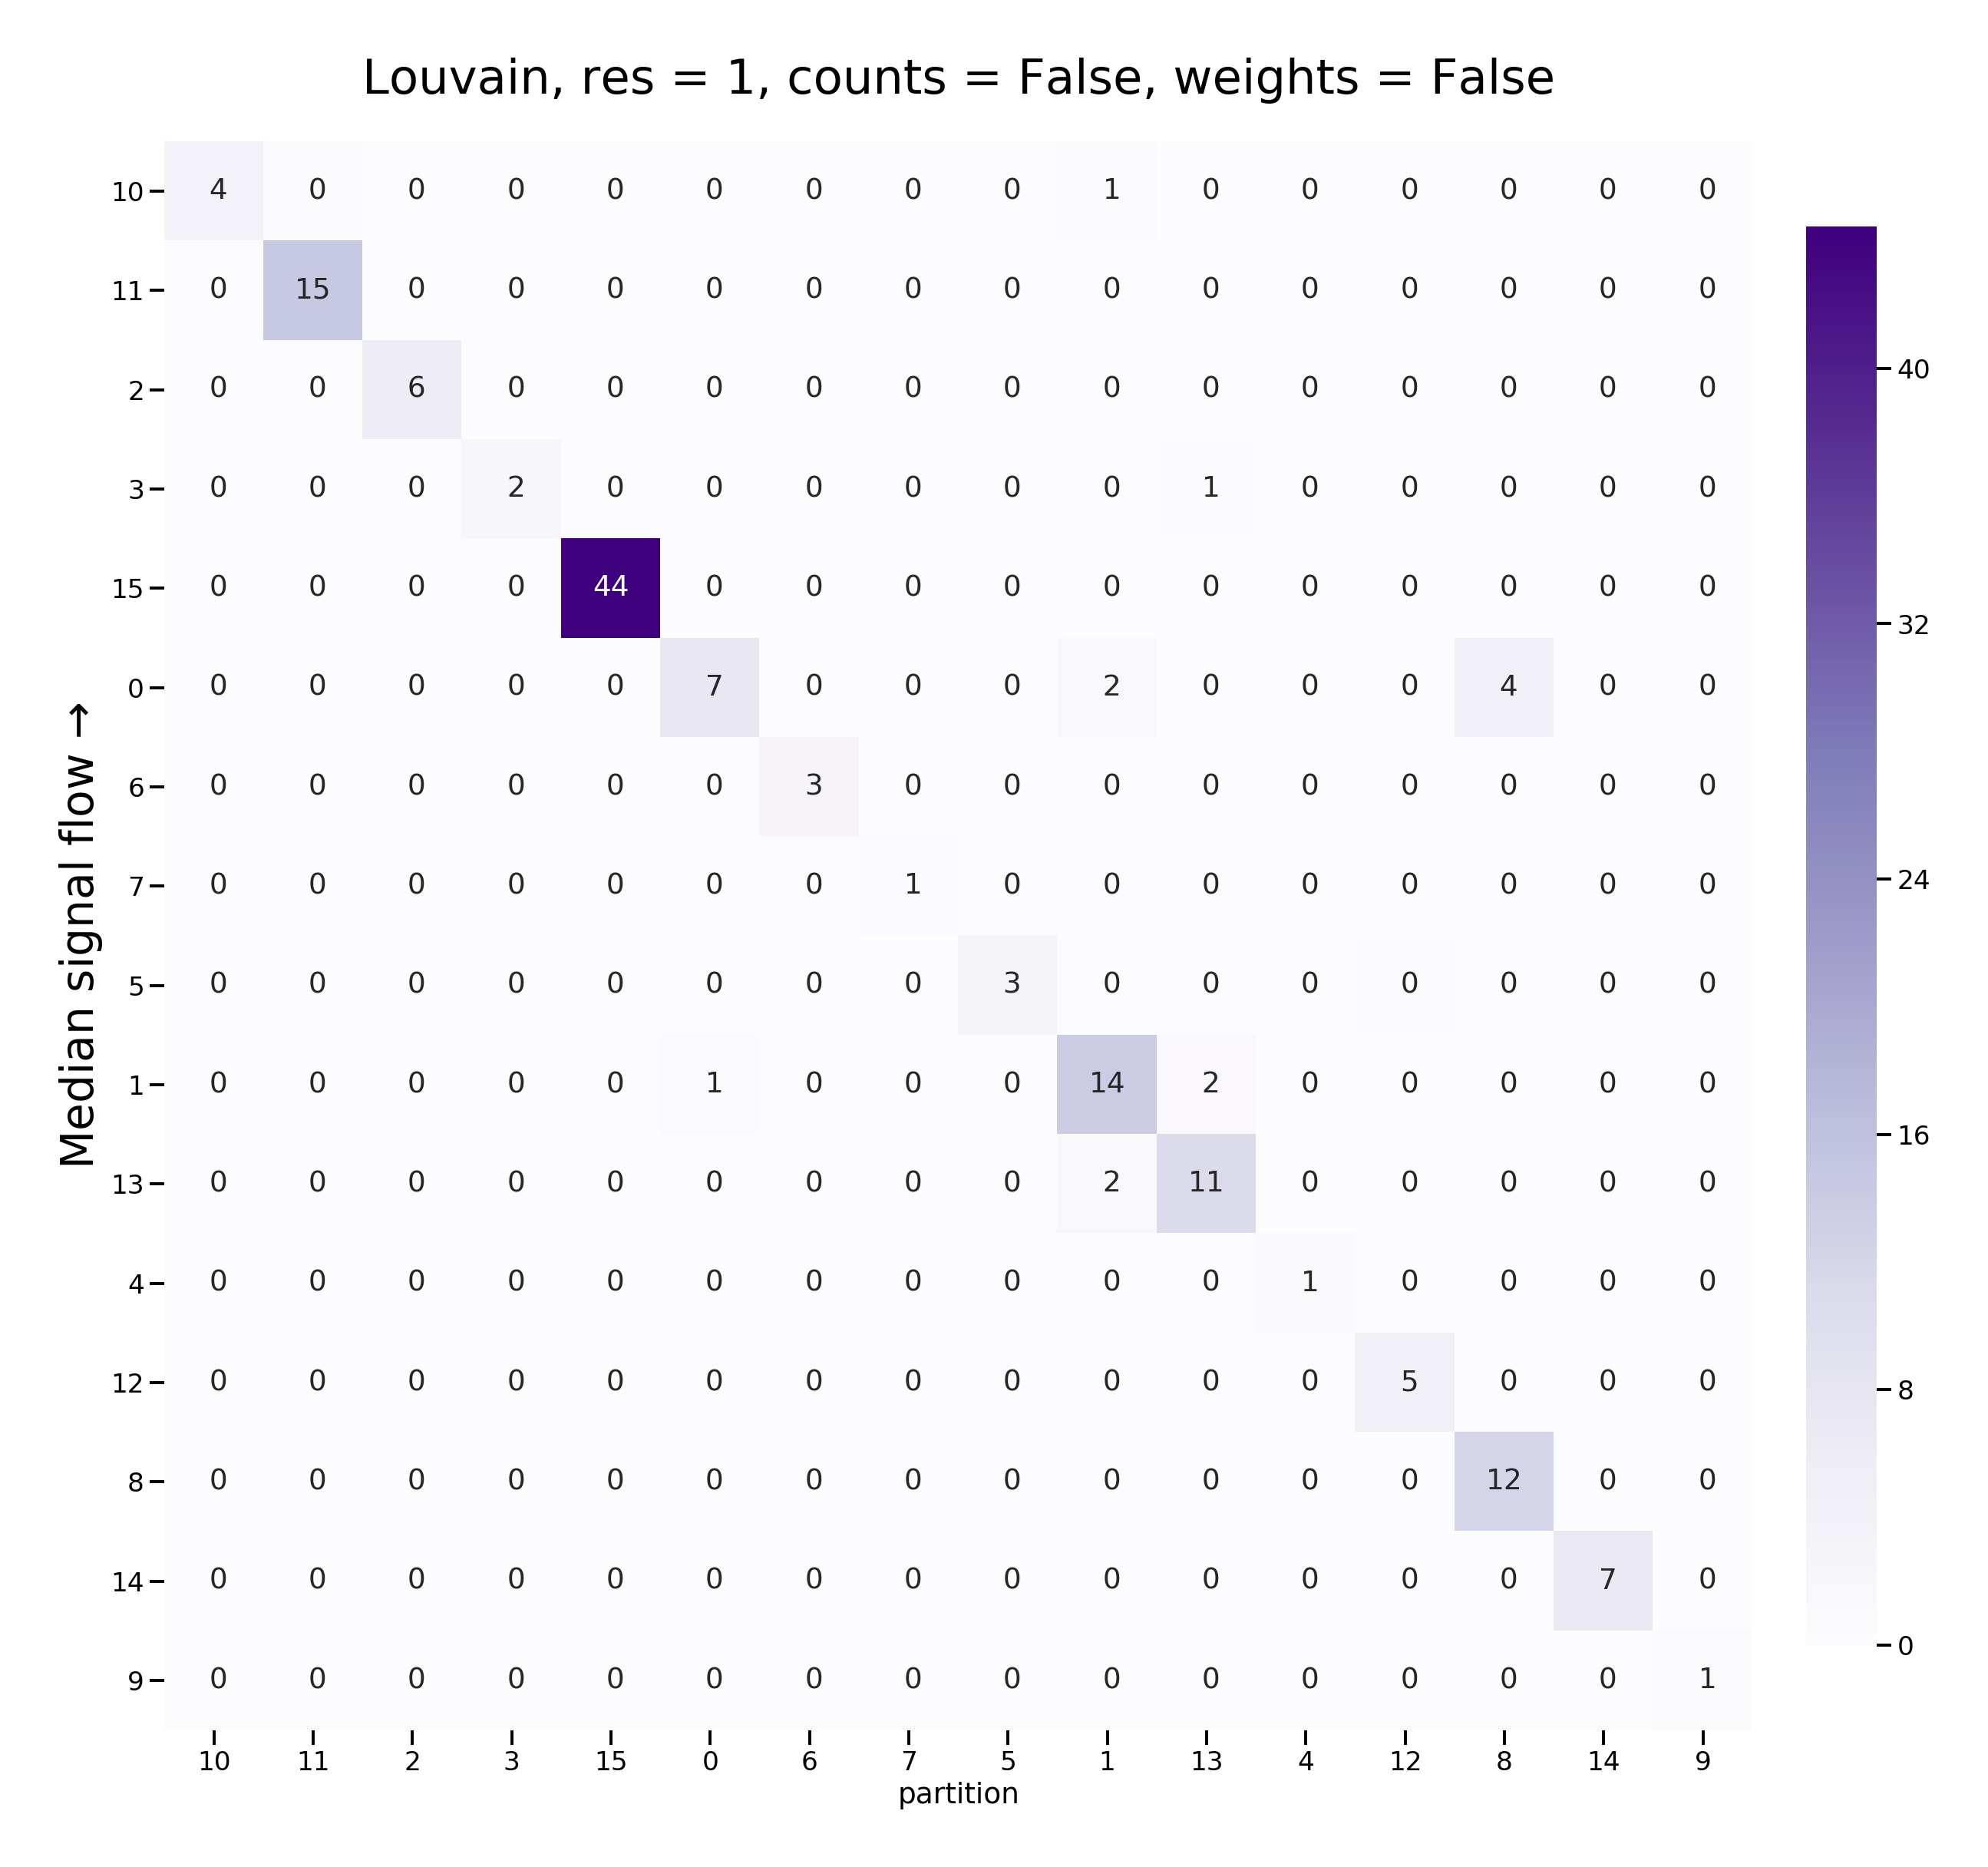 Louvain, res = 1, counts = False, weights = False
Median signal flow →
10 4 0 0 0 0 0 0 0 0 1 0 0 0 0 0 0
11 0 15 0 0 0 0 0 0 0 0 0 0 0 0 0 0
2 0 0 6 0 0 0 0 0 0 0 0 0 0 0 0 0
3 0 0 0 2 0 0 0 0 0 0 1 0 0 0 0 0
15 0 0 0 0 44 0 0 0 0 0 0 0 0 0 0 0
0 0 0 0 0 0 7 0 0 0 2 0 0 0 4 0 0
6 0 0 0 0 0 0 3 0 0 0 0 0 0 0 0 0
7 0 0 0 0 0 0 0 1 0 0 0 0 0 0 0 0
5 0 0 0 0 0 0 0 0 3 0 0 0 0 0 0 0
1 0 0 0 0 0 1 0 0 0 14 2 0 0 0 0 0
13 0 0 0 0 0 0 0 0 0 2 11 0 0 0 0 0
4 0 0 0 0 0 0 0 0 0 0 0 1 0 0 0 0
12 0 0 0 0 0 0 0 0 0 0 0 0 5 0 0 0
8 0 0 0 0 0 0 0 0 0 0 0 0 0 12 0 0
14 0 0 0 0 0 0 0 0 0 0 0 0 0 0 7 0
9 0 0 0 0 0 0 0 0 0 0 0 0 0 0 0 1
10 11 2 3 15 0 6 7 5 1 13 4 12 8 14 9
partition
40
32
24
16
8
0